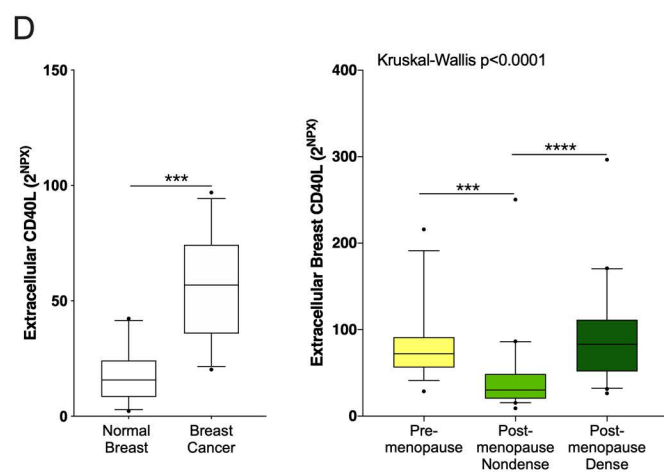 D
Extracellular CD40L (2^NPX)
150
100
50
0
***
Normal
Breast
Breast
Cancer
Kruskal-Wallis p<0.0001
Extracellular Breast CD40L (2^NPX)
400
300
200
100
0
***
****
Pre-
menopause
Post-
menopause
Nondense
Post-
menopause
Dense